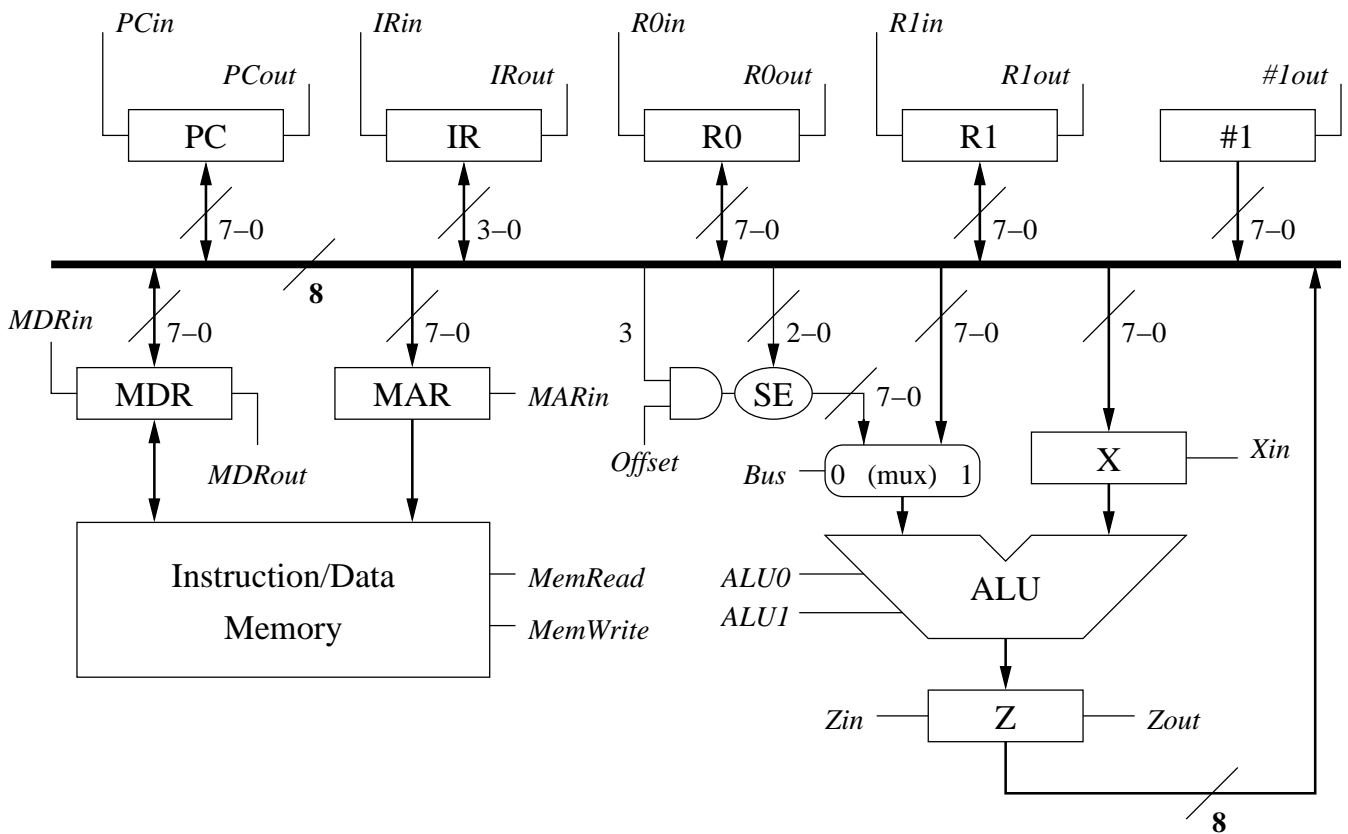 PCin
IRin
R0in
R1in
PCout
IRout
R0out
R1out
#1out
PC
IR
R0
R1
#1
7–0
3–0
7–0
7–0
7–0
8
MDRin
7–0
7–0
3
2–0
7–0
7–0
MDR
MAR
MARin
SE
7–0
MDRout
Offset
Bus
0 (mux) 1
X
Xin
Instruction/Data
Memory
MemRead
MemWrite
ALU0
ALU1
ALU
Zin
Z
Zout
8